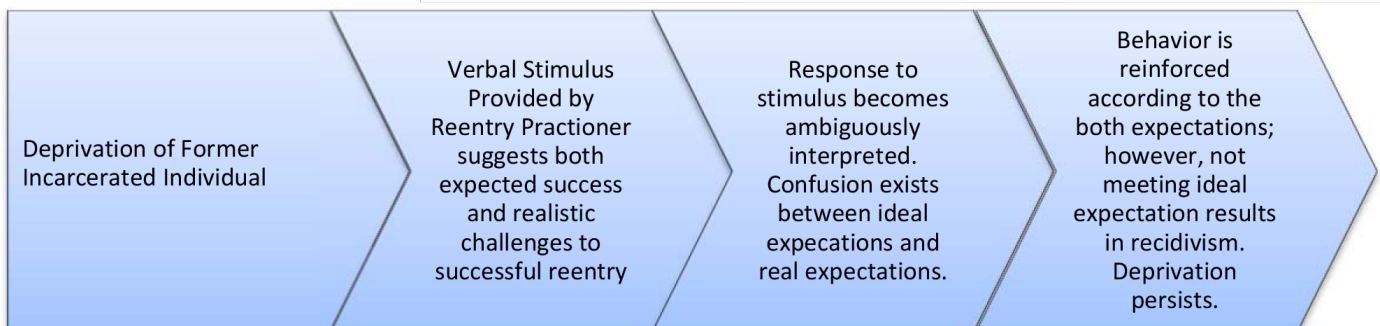 Deprivation of Former
Incarcerated Individual
Verbal Stimulus
Provided by
Reentry Practioner
suggests both
expected success
and realistic
challenges to
successful reentry
Response to
stimulus becomes
ambiguously
interpreted.
Confusion exists
between ideal
expecations and
real expectations.
Behavior is
reinforced
according to the
both expectations;
however, not
meeting ideal
expectation results
in recidivism.
Deprivation
persists.